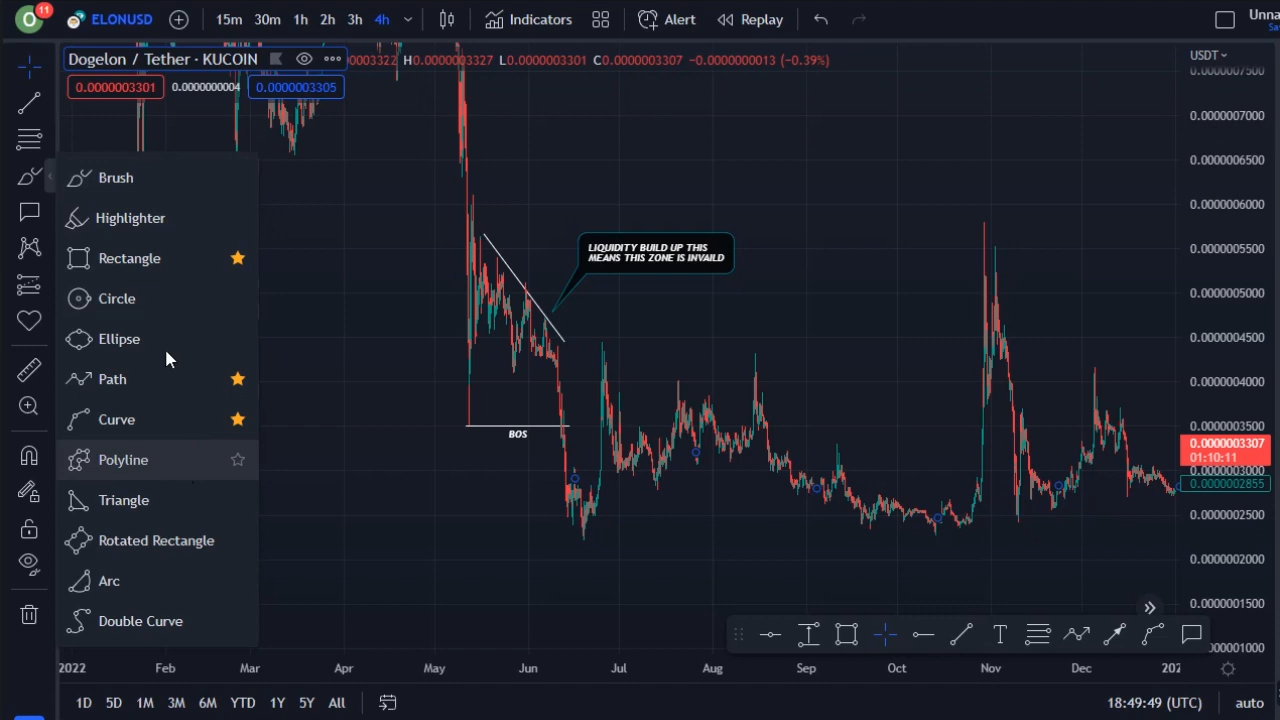 O 11 ELONUSD 15m 30m 1h 2h 3h 4h Indicators Alert Replay Unna
Dogelon / Tether · KUCOIN H0.0000003327 L0.0000003301 C0.0000003307 −0.0000000013 (−0.39%) USDT
0.0000003301 0.0000000004 0.0000003305
0.0000007500
0.0000007000
0.0000006500
0.0000006000
0.0000005500
0.0000005000
0.0000004500
0.0000004000
0.0000003500
0.0000003307
01:10:11
0.0000003000
0.0000002855
0.0000002500
0.0000002000
0.0000001500
0.0000001000
Brush
Highlighter
Rectangle
Circle
Ellipse
Path
Curve
Polyline
Triangle
Rotated Rectangle
Arc
Double Curve
LIQUIDITY BUILD UP THIS
MEANS THIS ZONE IS INVAILD
BOS
2022 Feb Mar Apr May Jun Jul Aug Sep Oct Nov Dec 202
1D 5D 1M 3M 6M YTD 1Y 5Y All 18:49:49 (UTC) auto